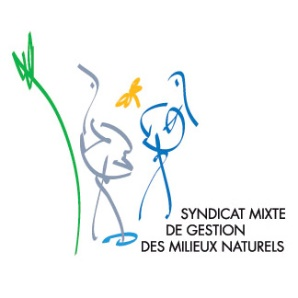 SYNDICAT MIXTE
DE GESTION
DES MILIEUX NATURELS